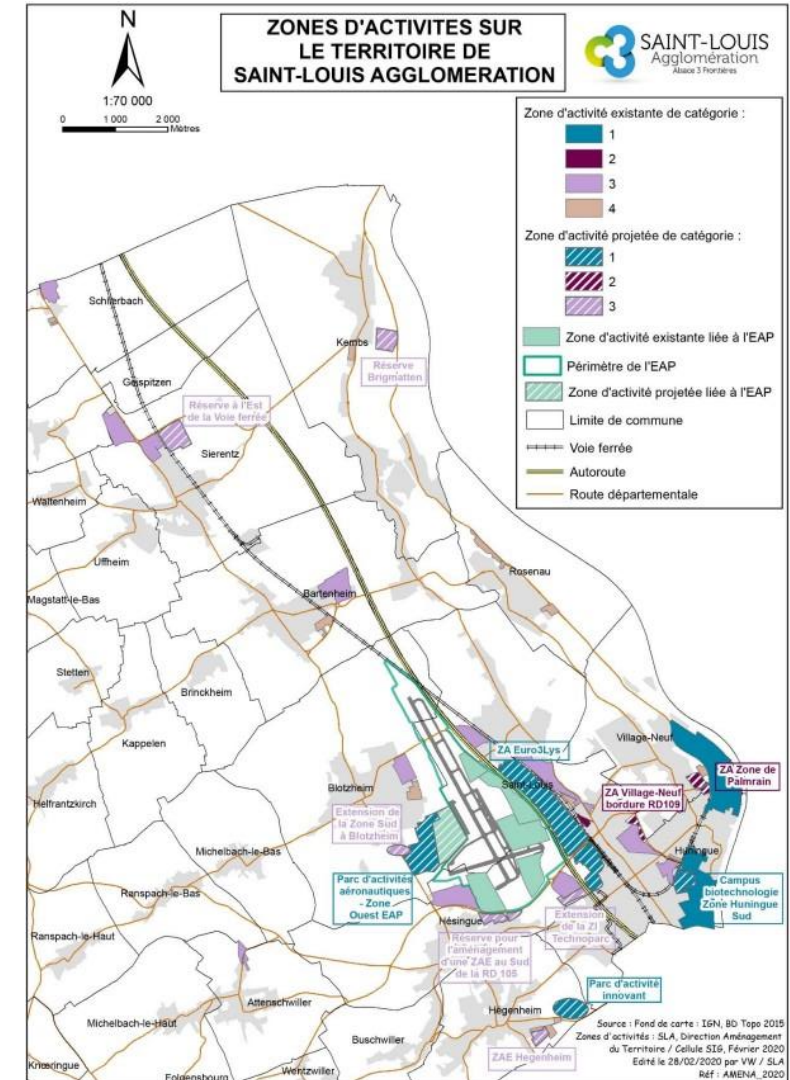 N
1:70 000
0 1 000 2 000
Mètres
ZONES D'ACTIVITES SUR
LE TERRITOIRE DE
SAINT-LOUIS AGGLOMERATION
SAINT-LOUIS
Agglomération
Alsace 3 Frontières
Zone d'activité existante de catégorie :
1
2
3
4
Zone d'activité projetée de catégorie :
1
2
3
Zone d'activité existante liée à l'EAP
Périmètre de l'EAP
Zone d'activité projetée liée à l'EAP
Limite de commune
Voie ferrée
Autoroute
Route départementale
Schlierbach
Kembs
Réserve
Brigmatten
Geispitzen
Réserve à l'Est
de la Voie ferrée
Sierentz
Waltenheim
Uffheim
Rosenau
Bartenheim
Magstatt-le-Bas
Stetten
Brinckheim
Kappelen
Village-Neuf
ZA Euro3Lys
Saint-Louis
ZA Zone de
Palmrain
ZA Village-Neuf
bordure RD109
Blotzheim
Helfrantzkirch
Extension de
la Zone Sud
à Blotzheim
Michelbach-le-Bas
Huningue
Parc d'activités
aéronautiques
- Zone
Ouest EAP
Campus
biotechnologie
Zone Huningue
Sud
Ranspach-le-Bas
Hésingue
Extension
de la ZI
Technoparc
Ranspach-le-Haut
Réserve pour
l'aménagement
d'une ZAE au Sud
de la RD 105
Parc d'activité
innovant
Attenschwiller
Hégenheim
Michelbach-le-Haut
Buschwiller
ZAE Hegenheim
Knœringue
Folgensbourg
Wentzwiller
Source : Fond de carte : IGN, BD Topo 2015
Zones d'activités : SLA, Direction Aménagement
du Territoire / Cellule SIG, Février 2020
Edité le 28/02/2020 par VW / SLA
Réf : AMENA_2020